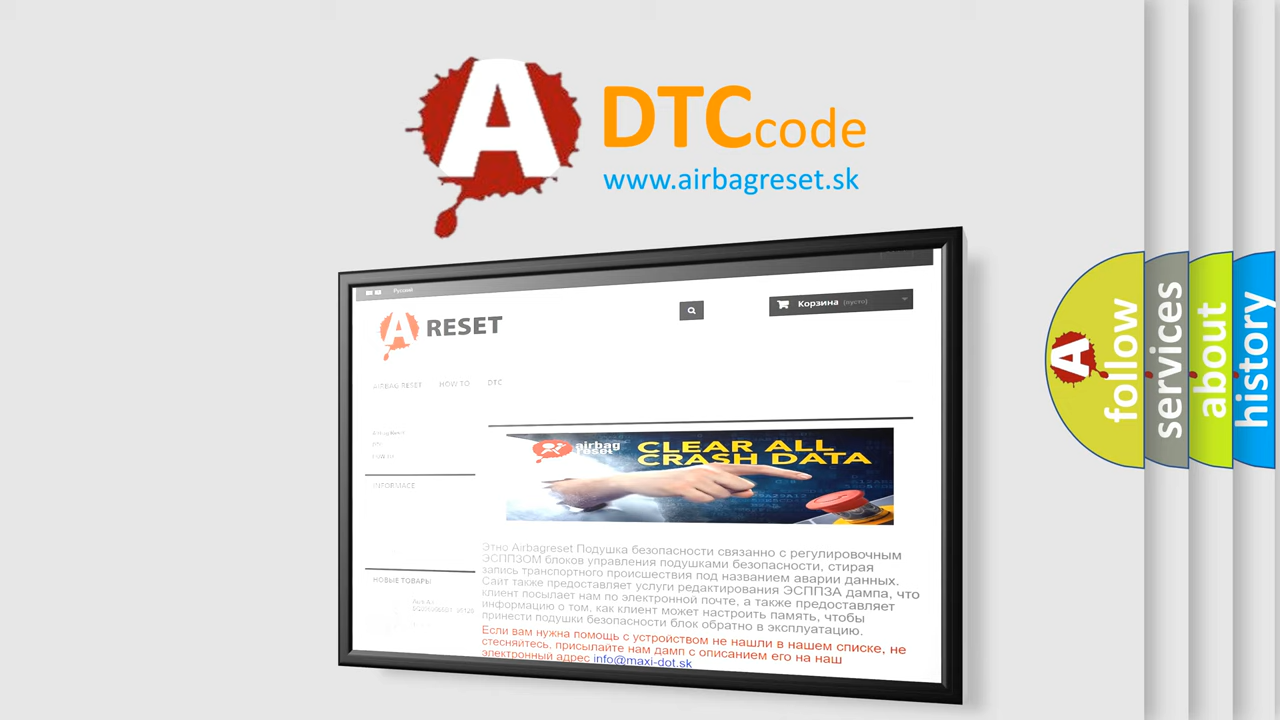 A
DTCcode
www.airbagreset.sk
Русский
A RESET
Корзина (пусто)
AIRBAG RESET HOW TO DTC
INFORMACE
airbag
reset
CLEAR ALL
CRASH DATA
Этно Airbagreset Подушка безопасности связанно с регулировочным
ЭСППЗОМ блоков управления подушками безопасности, стирая
запись транспортного происшествия под названием аварии данных.
Сайт также предоставляет услуги редактирования ЭСППЗА дампа, что
клиент посылает нам по электронной почте, а также предоставляет
информацию о том, как клиент может настроить память, чтобы
принести подушки безопасности блок обратно в эксплуатацию.
Если вам нужна помощь с устройством не нашли в нашем списке, не
стесняйтесь, присылайте нам дамп с описанием его на наш
электронный адрес info@maxi-dot.sk
НОВЫЕ ТОВАРЫ
A
follow
services
about
history